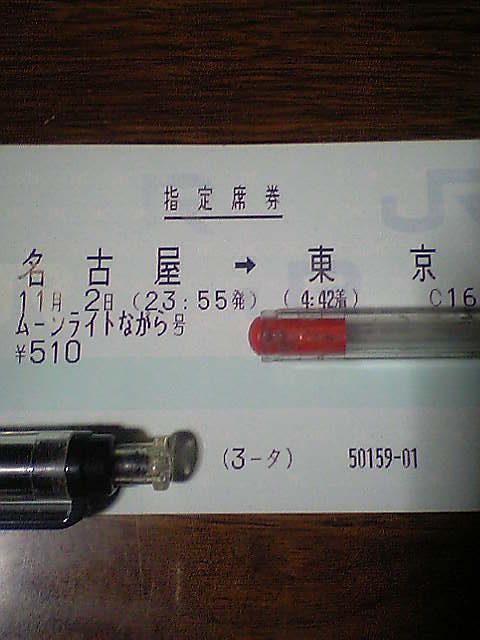 指定席券
名古屋 → 東京
11月 2日 (23:55発) ( 4:42着) C16
ムーンライトながら号
¥510
(3-タ) 50159-01